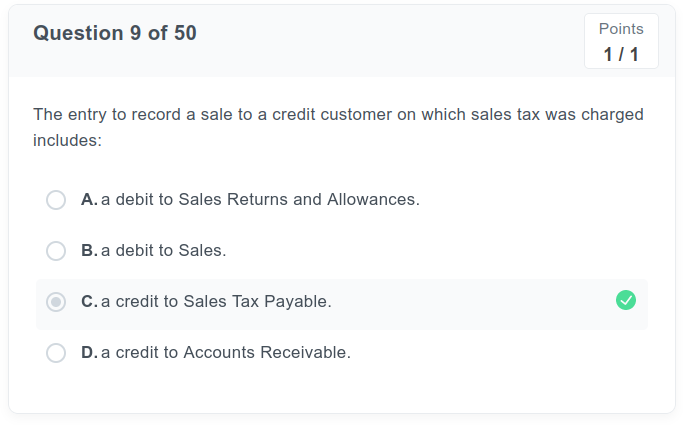 Question 9 of 50
Points
1 / 1
The entry to record a sale to a credit customer on which sales tax was charged
includes:
A. a debit to Sales Returns and Allowances.
B. a debit to Sales.
C. a credit to Sales Tax Payable.
D. a credit to Accounts Receivable.